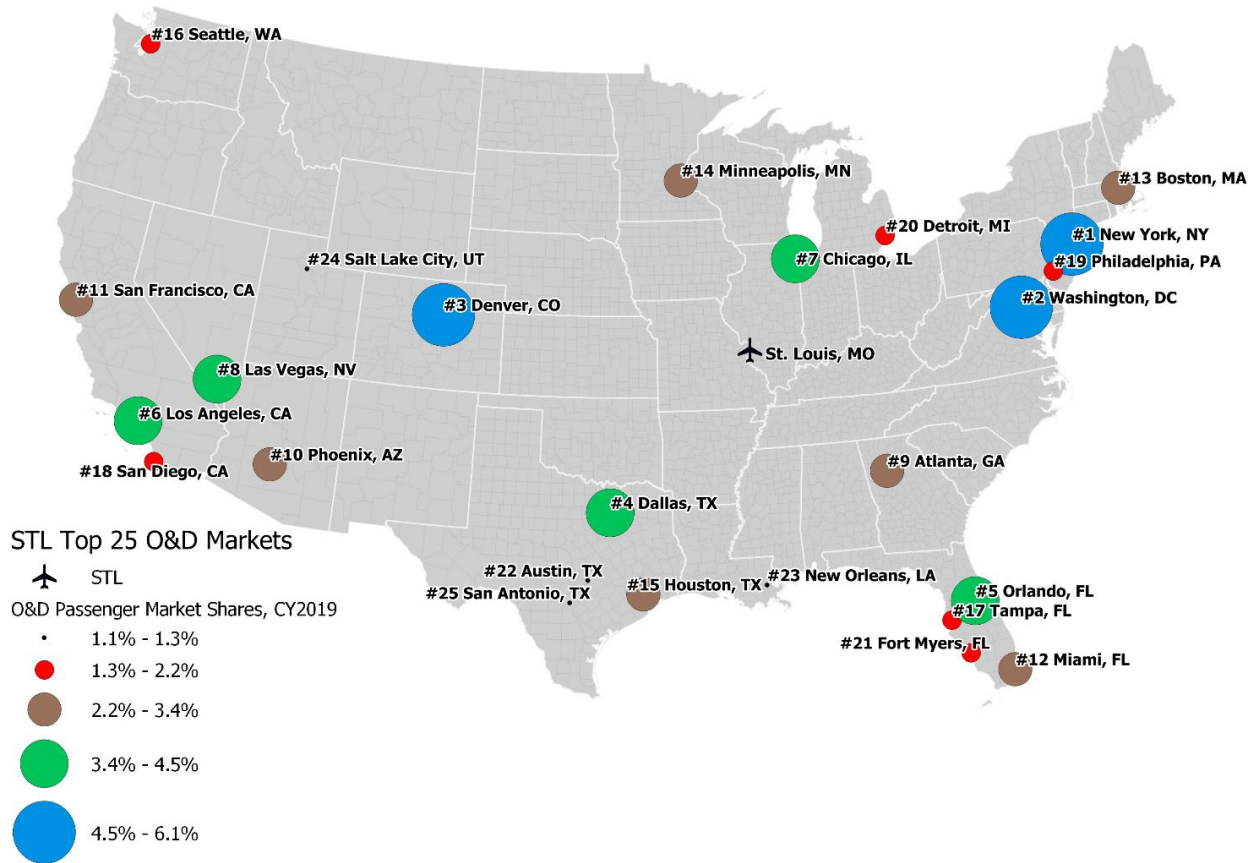 #16 Seattle, WA
#14 Minneapolis, MN
#13 Boston, MA
#20 Detroit, MI
#1 New York, NY
#24 Salt Lake City, UT
#7 Chicago, IL
#19 Philadelphia, PA
#11 San Francisco, CA
#3 Denver, CO
#2 Washington, DC
St. Louis, MO
#8 Las Vegas, NV
#6 Los Angeles, CA
#10 Phoenix, AZ
#9 Atlanta, GA
#18 San Diego, CA
#4 Dallas, TX
#22 Austin, TX
#15 Houston, TX
#23 New Orleans, LA
#25 San Antonio, TX
#5 Orlando, FL
#17 Tampa, FL
#21 Fort Myers, FL
#12 Miami, FL
STL Top 25 O&D Markets
STL
O&D Passenger Market Shares, CY2019
1.1% - 1.3%
1.3% - 2.2%
2.2% - 3.4%
3.4% - 4.5%
4.5% - 6.1%